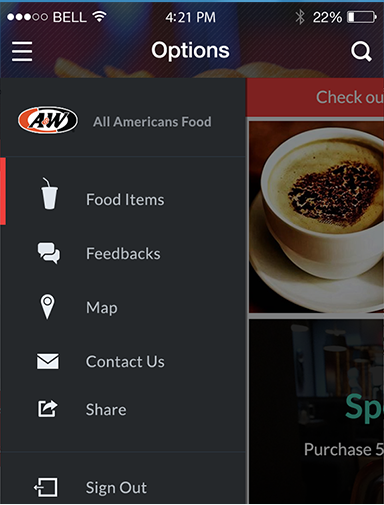 BELL 4:21 PM 22%
Options
Check ou
A&W All Americans Food
Food Items
Feedbacks
Map
Contact Us
Share
Sp
Purchase 5
Sign Out